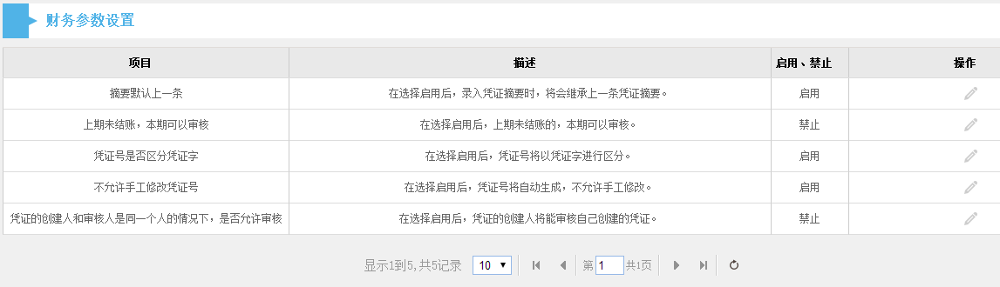 财务参数设置
项目 描述 启用、禁止 操作
摘要默认上一条 在选择启用后，录入凭证摘要时，将会继承上一条凭证摘要。 启用
上期未结账，本期可以审核 在选择启用后，上期未结账的，本期可以审核。 禁止
凭证号是否区分凭证字 在选择启用后，凭证号将以凭证字进行区分。 启用
不允许手工修改凭证号 在选择启用后，凭证号将自动生成，不允许手工修改。 启用
凭证的创建人和审核人是同一个人的情况下，是否允许审核 在选择启用后，凭证的创建人将能审核自己创建的凭证。 禁止
显示1到5,共5记录 10 第 1 共1页